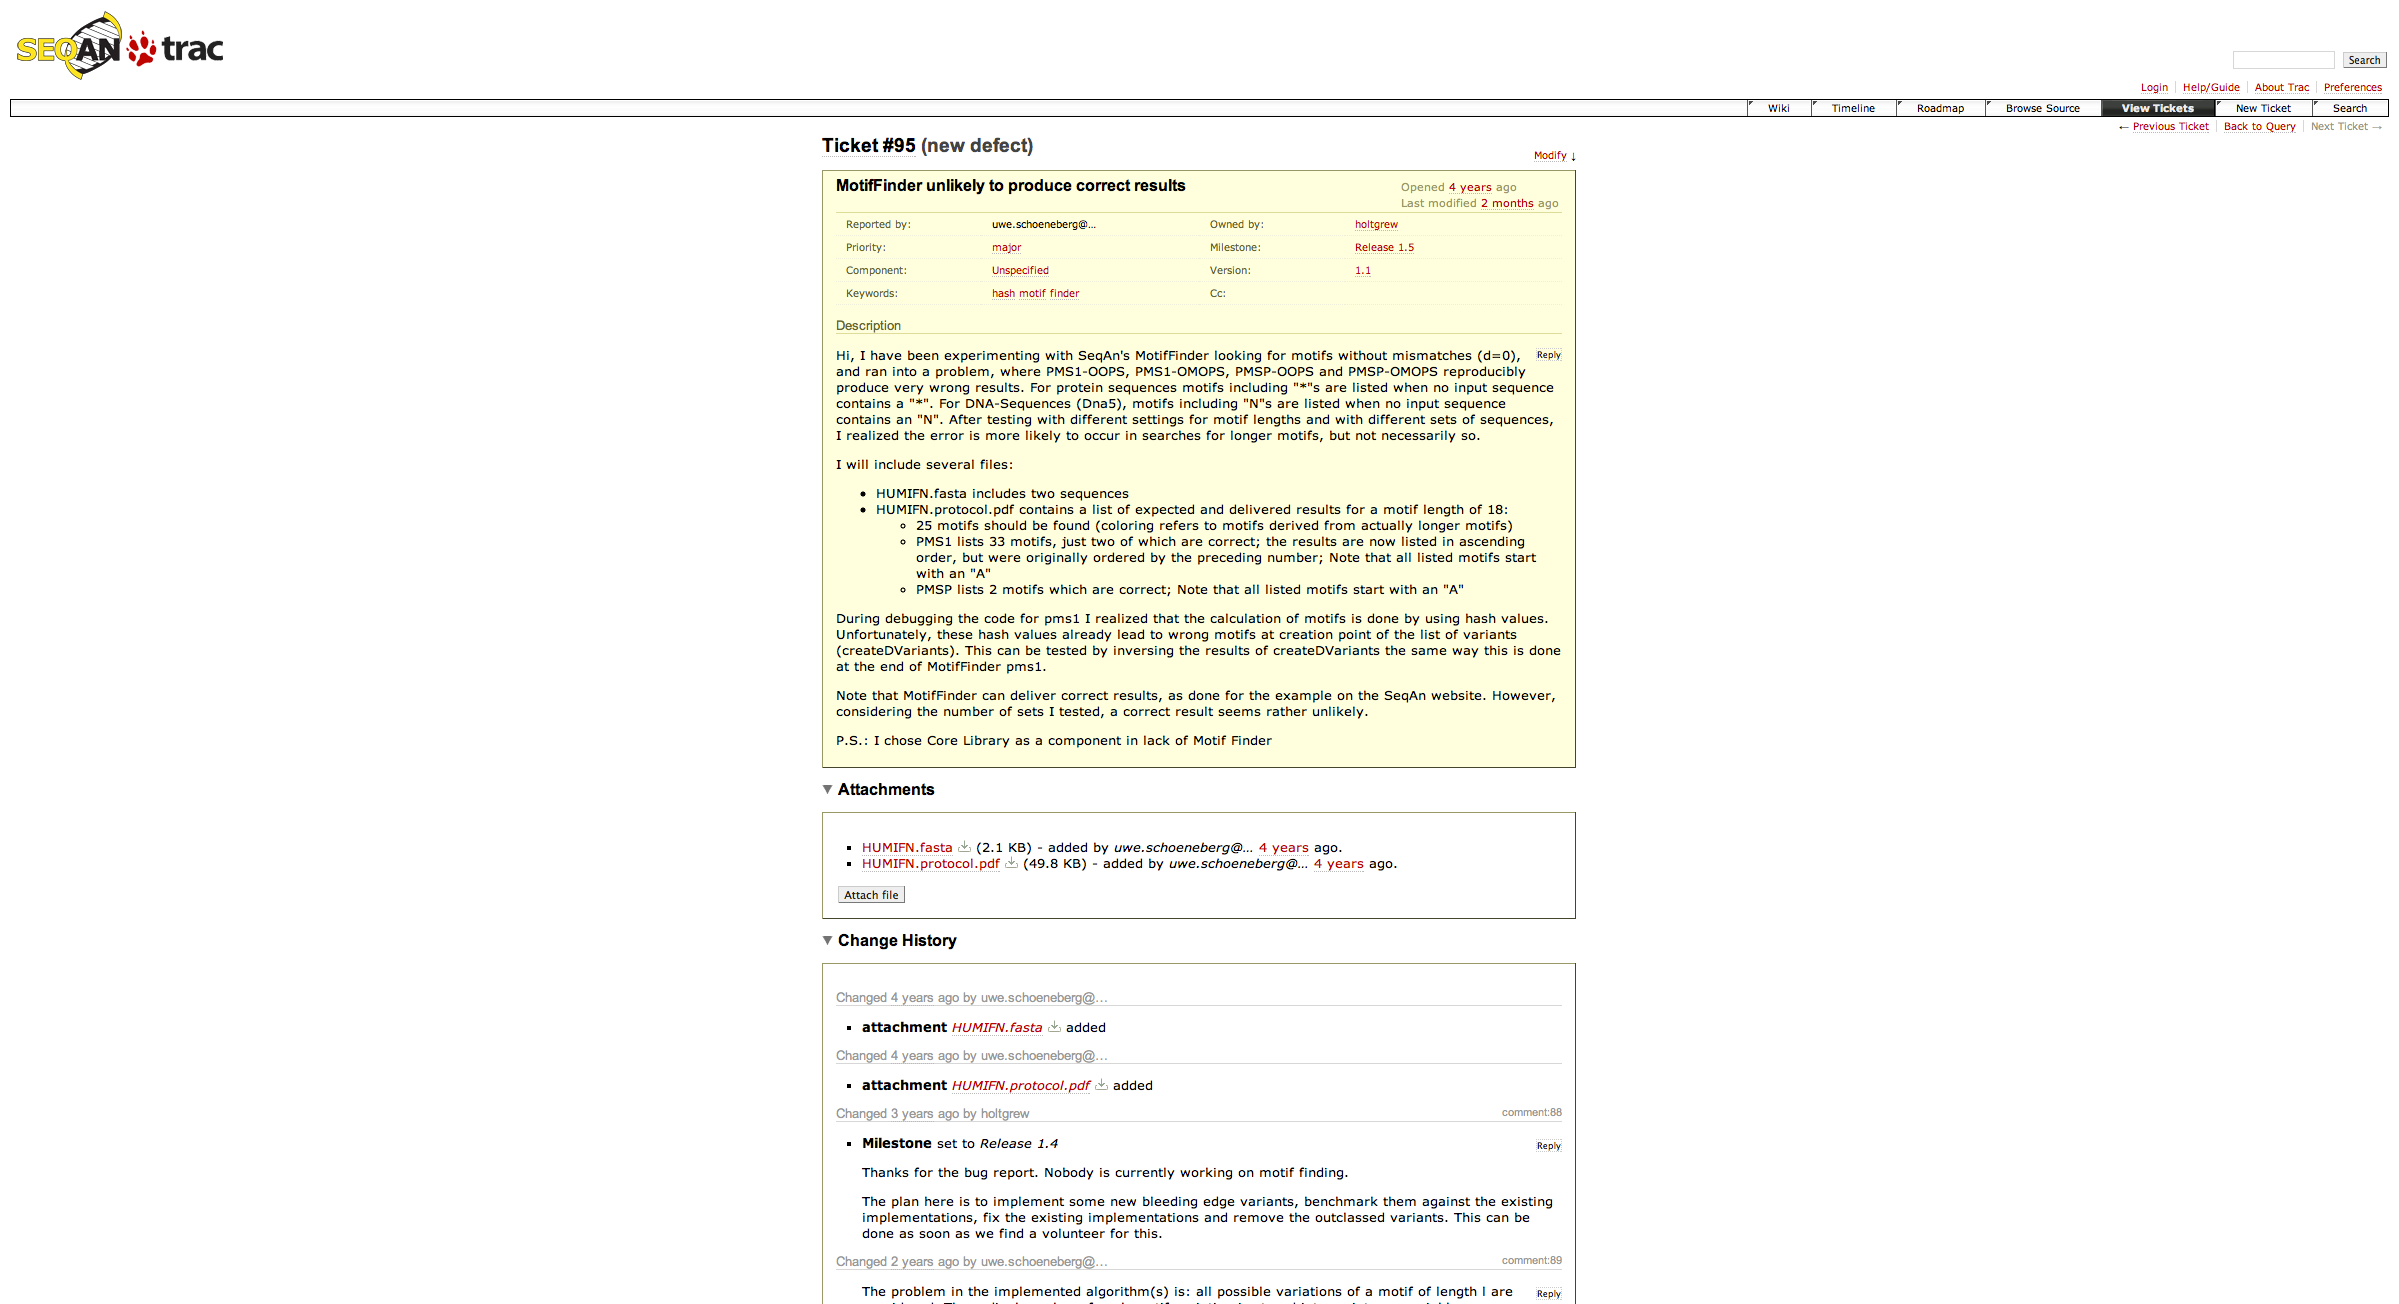 SEQAN trac
Search
Login Help/Guide About Trac Preferences
Wiki Timeline Roadmap Browse Source View Tickets New Ticket Search
← Previous Ticket Back to Query Next Ticket →
Ticket #95 (new defect)
Modify ↓
MotifFinder unlikely to produce correct results
Opened 4 years ago
Last modified 2 months ago
Reported by: uwe.schoeneberg@... Owned by: holtgrew
Priority: major Milestone: Release 1.5
Component: Unspecified Version: 1.1
Keywords: hash motif finder Cc:
Description
Reply
Hi, I have been experimenting with SeqAn's MotifFinder looking for motifs without mismatches (d=0),
and ran into a problem, where PMS1-OOPS, PMS1-OMOPS, PMSP-OOPS and PMSP-OMOPS reproducibly
produce very wrong results. For protein sequences motifs including "*"s are listed when no input sequence
contains a "*". For DNA-Sequences (Dna5), motifs including "N"s are listed when no input sequence
contains an "N". After testing with different settings for motif lengths and with different sets of sequences,
I realized the error is more likely to occur in searches for longer motifs, but not necessarily so.
I will include several files:
HUMIFN.fasta includes two sequences
HUMIFN.protocol.pdf contains a list of expected and delivered results for a motif length of 18:
25 motifs should be found (coloring refers to motifs derived from actually longer motifs)
PMS1 lists 33 motifs, just two of which are correct; the results are now listed in ascending
order, but were originally ordered by the preceding number; Note that all listed motifs start
with an "A"
PMSP lists 2 motifs which are correct; Note that all listed motifs start with an "A"
During debugging the code for pms1 I realized that the calculation of motifs is done by using hash values.
Unfortunately, these hash values already lead to wrong motifs at creation point of the list of variants
(createDVariants). This can be tested by inversing the results of createDVariants the same way this is done
at the end of MotifFinder pms1.
Note that MotifFinder can deliver correct results, as done for the example on the SeqAn website. However,
considering the number of sets I tested, a correct result seems rather unlikely.
P.S.: I chose Core Library as a component in lack of Motif Finder
Attachments
HUMIFN.fasta (2.1 KB) - added by uwe.schoeneberg@... 4 years ago.
HUMIFN.protocol.pdf (49.8 KB) - added by uwe.schoeneberg@... 4 years ago.
Attach file
Change History
Changed 4 years ago by uwe.schoeneberg@...
attachment HUMIFN.fasta added
Changed 4 years ago by uwe.schoeneberg@...
attachment HUMIFN.protocol.pdf added
Changed 3 years ago by holtgrew comment:88
Milestone set to Release 1.4
Reply
Thanks for the bug report. Nobody is currently working on motif finding.
The plan here is to implement some new bleeding edge variants, benchmark them against the existing
implementations, fix the existing implementations and remove the outclassed variants. This can be
done as soon as we find a volunteer for this.
Changed 2 years ago by uwe.schoeneberg@... comment:89
The problem in the implemented algorithm(s) is: all possible variations of a motif of length l are
Reply